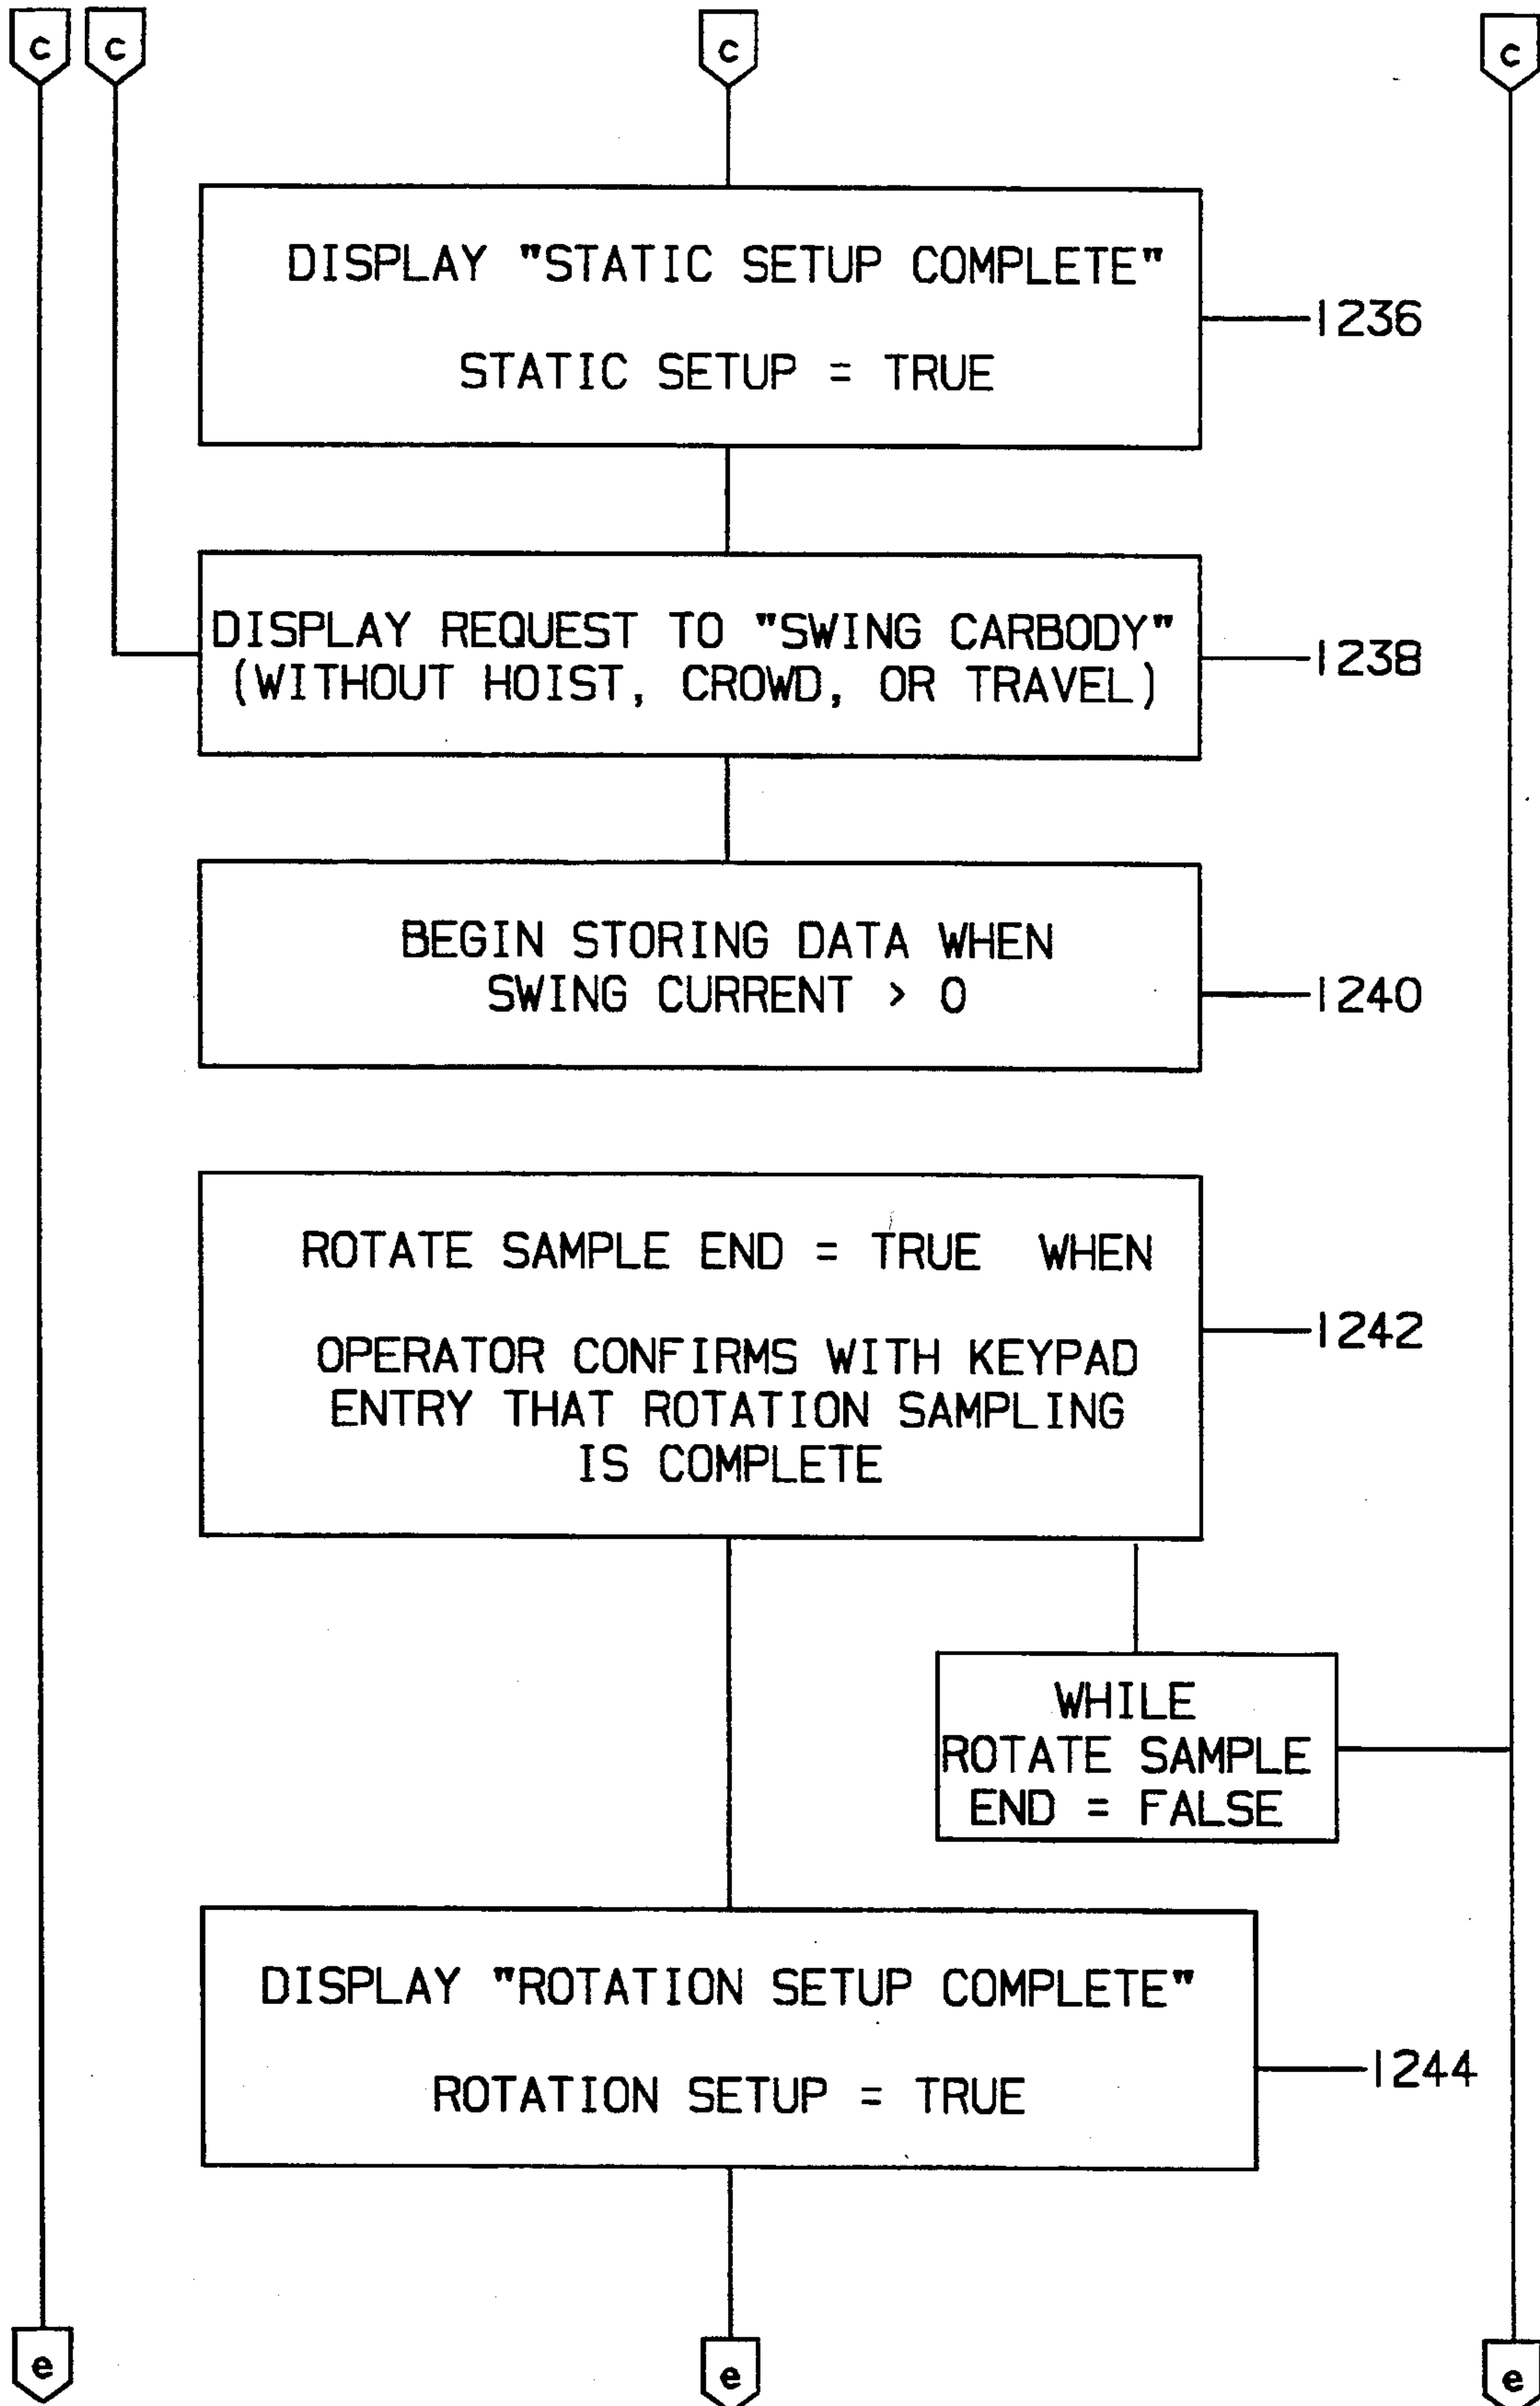 c c c c
DISPLAY "STATIC SETUP COMPLETE"
STATIC SETUP = TRUE
1236
DISPLAY REQUEST TO "SWING CARBODY"
(WITHOUT HOIST, CROWD, OR TRAVEL)
1238
BEGIN STORING DATA WHEN
SWING CURRENT > 0
1240
ROTATE SAMPLE END = TRUE WHEN
OPERATOR CONFIRMS WITH KEYPAD
ENTRY THAT ROTATION SAMPLING
IS COMPLETE
1242
WHILE
ROTATE SAMPLE
END = FALSE
DISPLAY "ROTATION SETUP COMPLETE"
ROTATION SETUP = TRUE
1244
e e e